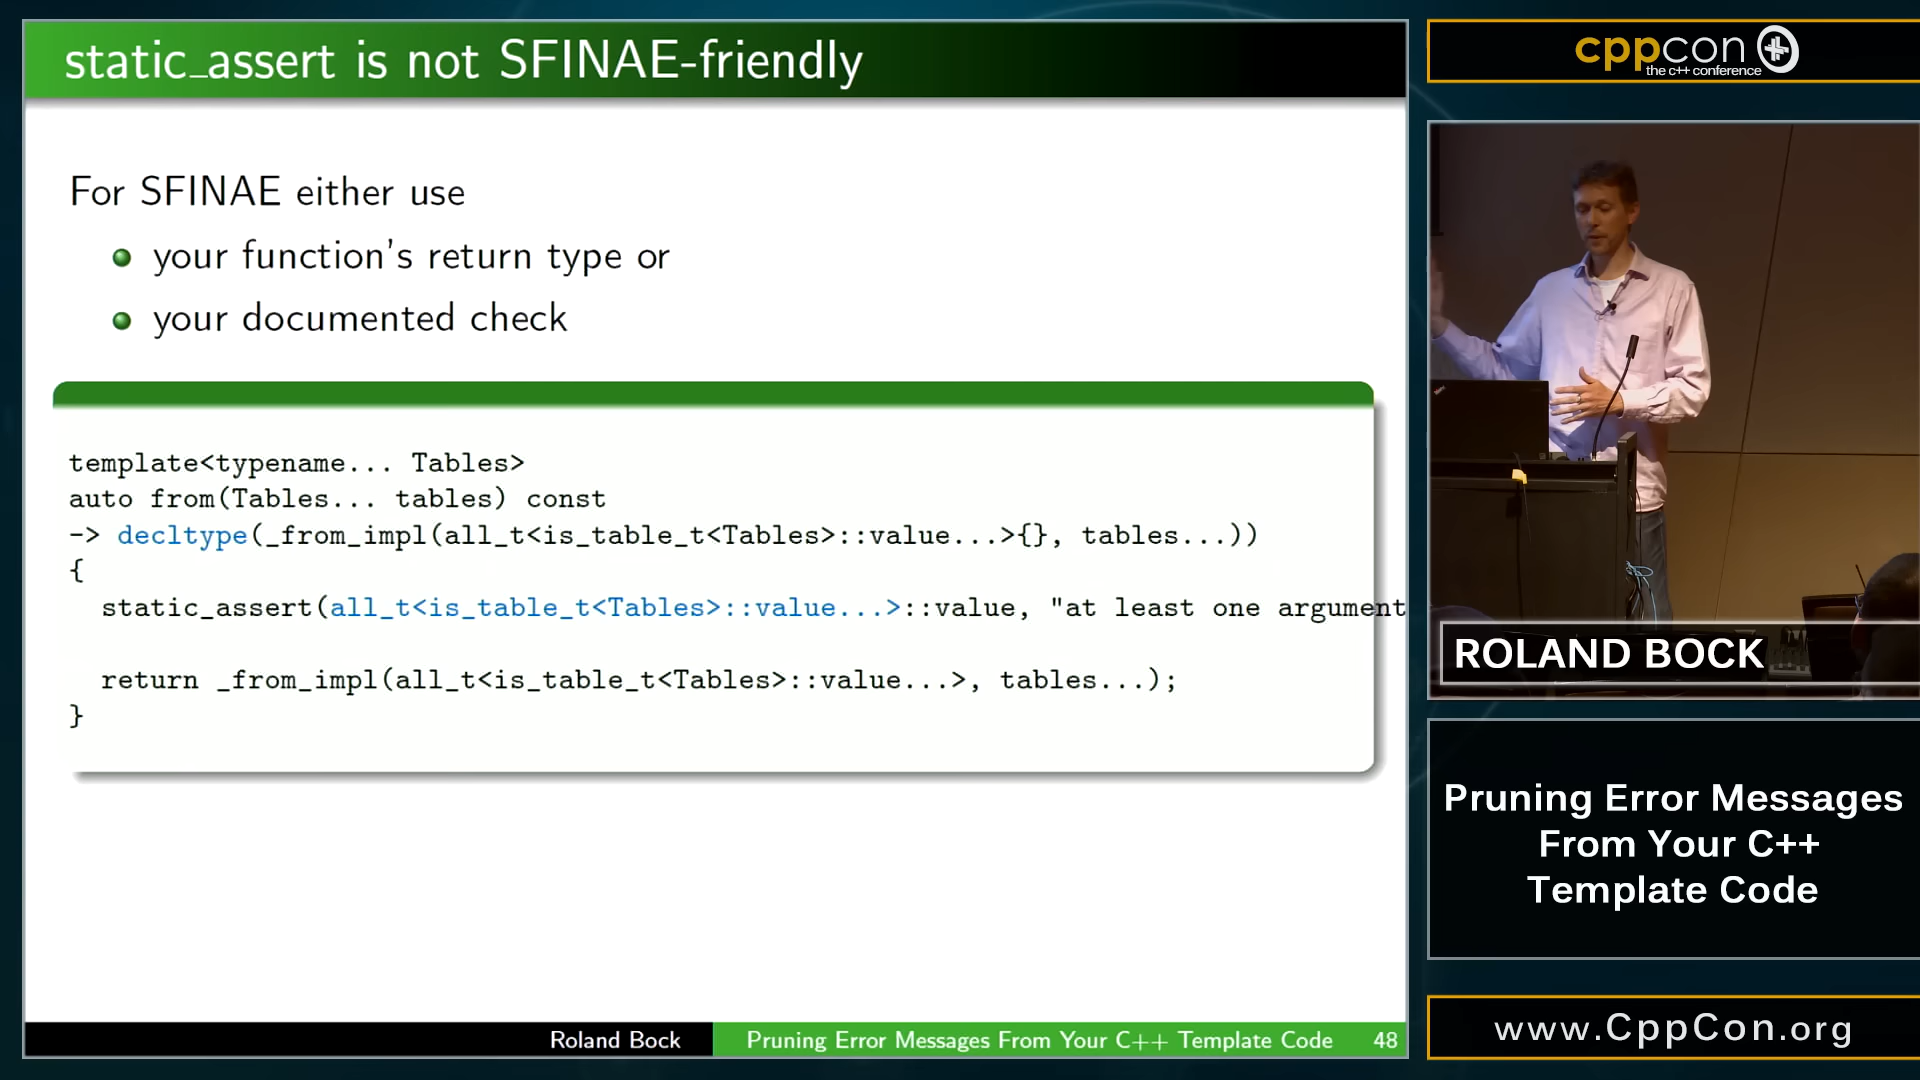 static_assert is not SFINAE-friendly
For SFINAE either use
your function's return type or
your documented check
template<typename... Tables>
auto from(Tables... tables) const
-> decltype(_from_impl(all_t<is_table_t<Tables>::value...>{}, tables...))
{
static_assert(all_t<is_table_t<Tables>::value...>::value, "at least one argument
return _from_impl(all_t<is_table_t<Tables>::value...>, tables...);
}
Roland Bock
Pruning Error Messages From Your C++ Template Code
48
cppcon
the c++ conference
ROLAND BOCK
Pruning Error Messages
From Your C++
Template Code
www.CppCon.org